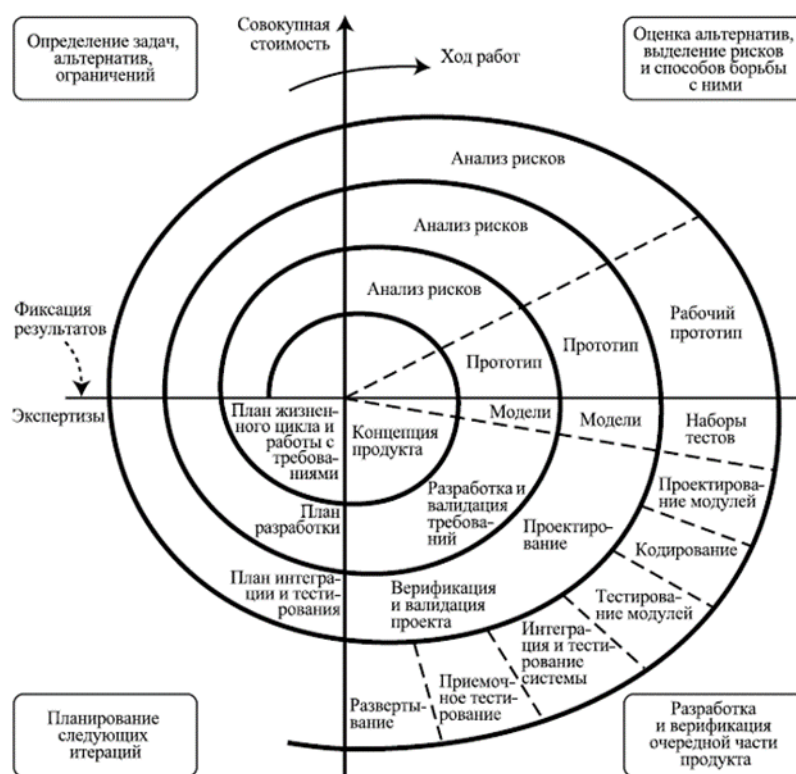 Определение задач,
альтернатив,
ограничений
Совокупная
стоимость
Ход работ
Оценка альтернатив,
выделение рисков
и способов борьбы
с ними
Анализ рисков
Анализ рисков
Анализ рисков
Фиксация
результатов
Рабочий
прототип
Прототип
Прототип
Экспертизы
План жизнен-
ного цикла и
работы с
требова-
ниями
Концепция
продукта
Модели
Модели
Наборы
тестов
План
разработки
Разработка и
валидация
требова-
ний
Проектиро-
вание
Проектирова-
ние модулей
Кодирование
План интегра-
ции и тести-
рования
Верификация
и валидация
проекта
Тестирова-
ние модулей
Интегра-
ция и тести-
рование
системы
Приемоч-
ное тести-
рование
Разверты-
вание
Планирование
следующих
итераций
Разработка
и верификация
очередной части
продукта